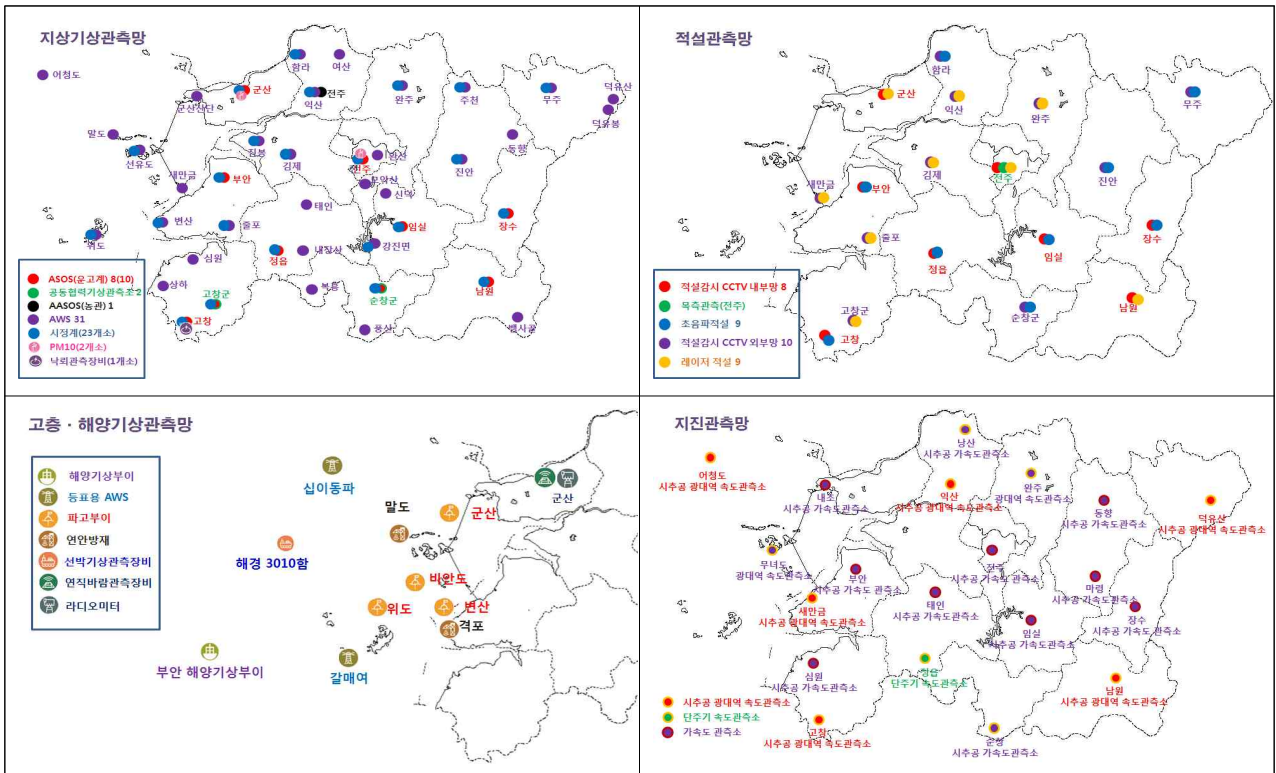 지상기상관측망
어청도
함라
여산
군산
군산산단
익산
전주
완주
주천
무주
덕유산
덕유봉
말도
선유도
진봉
김제
완산
전주
모악산
신덕
동향
진안
새만금
부안
태인
변산
줄포
위도
심원
정읍
내장산
임실
강진면
장수
상하
고창군
고창
복흥
순창군
풍산
남원
뱀사골
ASOS(운고계) 8(10)
공동협력기상관측소 2
AASOS(농관) 1
AWS 31
시정계(23개소)
PM10(2개소)
낙뢰관측장비(1개소)
적설관측망
함라
군산
익산
완주
무주
김제
전주
진안
새만금
부안
줄포
정읍
임실
장수
고창군
고창
순창군
남원
적설감시 CCTV 내부망 8
목측관측(전주)
초음파적설 9
적설감시 CCTV 외부망 10
레이저 적설 9
고층 · 해양기상관측망
해양기상부이
등표용 AWS
파고부이
연안방재
선박기상관측장비
연직바람관측장비
라디오미터
십이동파
말도
군산
군산
해경 3010함
비안도
위도
변산
격포
부안 해양기상부이
갈매여
지진관측망
낭산
시추공 가속도관측소
어청도
시추공 광대역 속도관측소
내초
시추공 가속도관측소
익산
시추공 광대역 속도관측소
완주
광대역 속도관측소
동향
시추공 가속도관측소
덕유산
시추공 광대역 속도관측소
무녀도
광대역 속도관측소
부안
시추공 가속도관측소
전주
시추공 가속도관측소
새만금
시추공 광대역 속도관측소
태인
시추공 가속도관측소
마령
시추공 가속도관측소
장수
시추공 가속도 관측소
임실
시추공 가속도관측소
심원
시추공 가속도관측소
정읍
단주기 속도관측소
남원
시추공 광대역 속도관측소
고창
시추공 광대역 속도관측소
순창
시추공 광대역 속도관측소
시추공 광대역 속도관측소
단주기 속도관측소
가속도 관측소